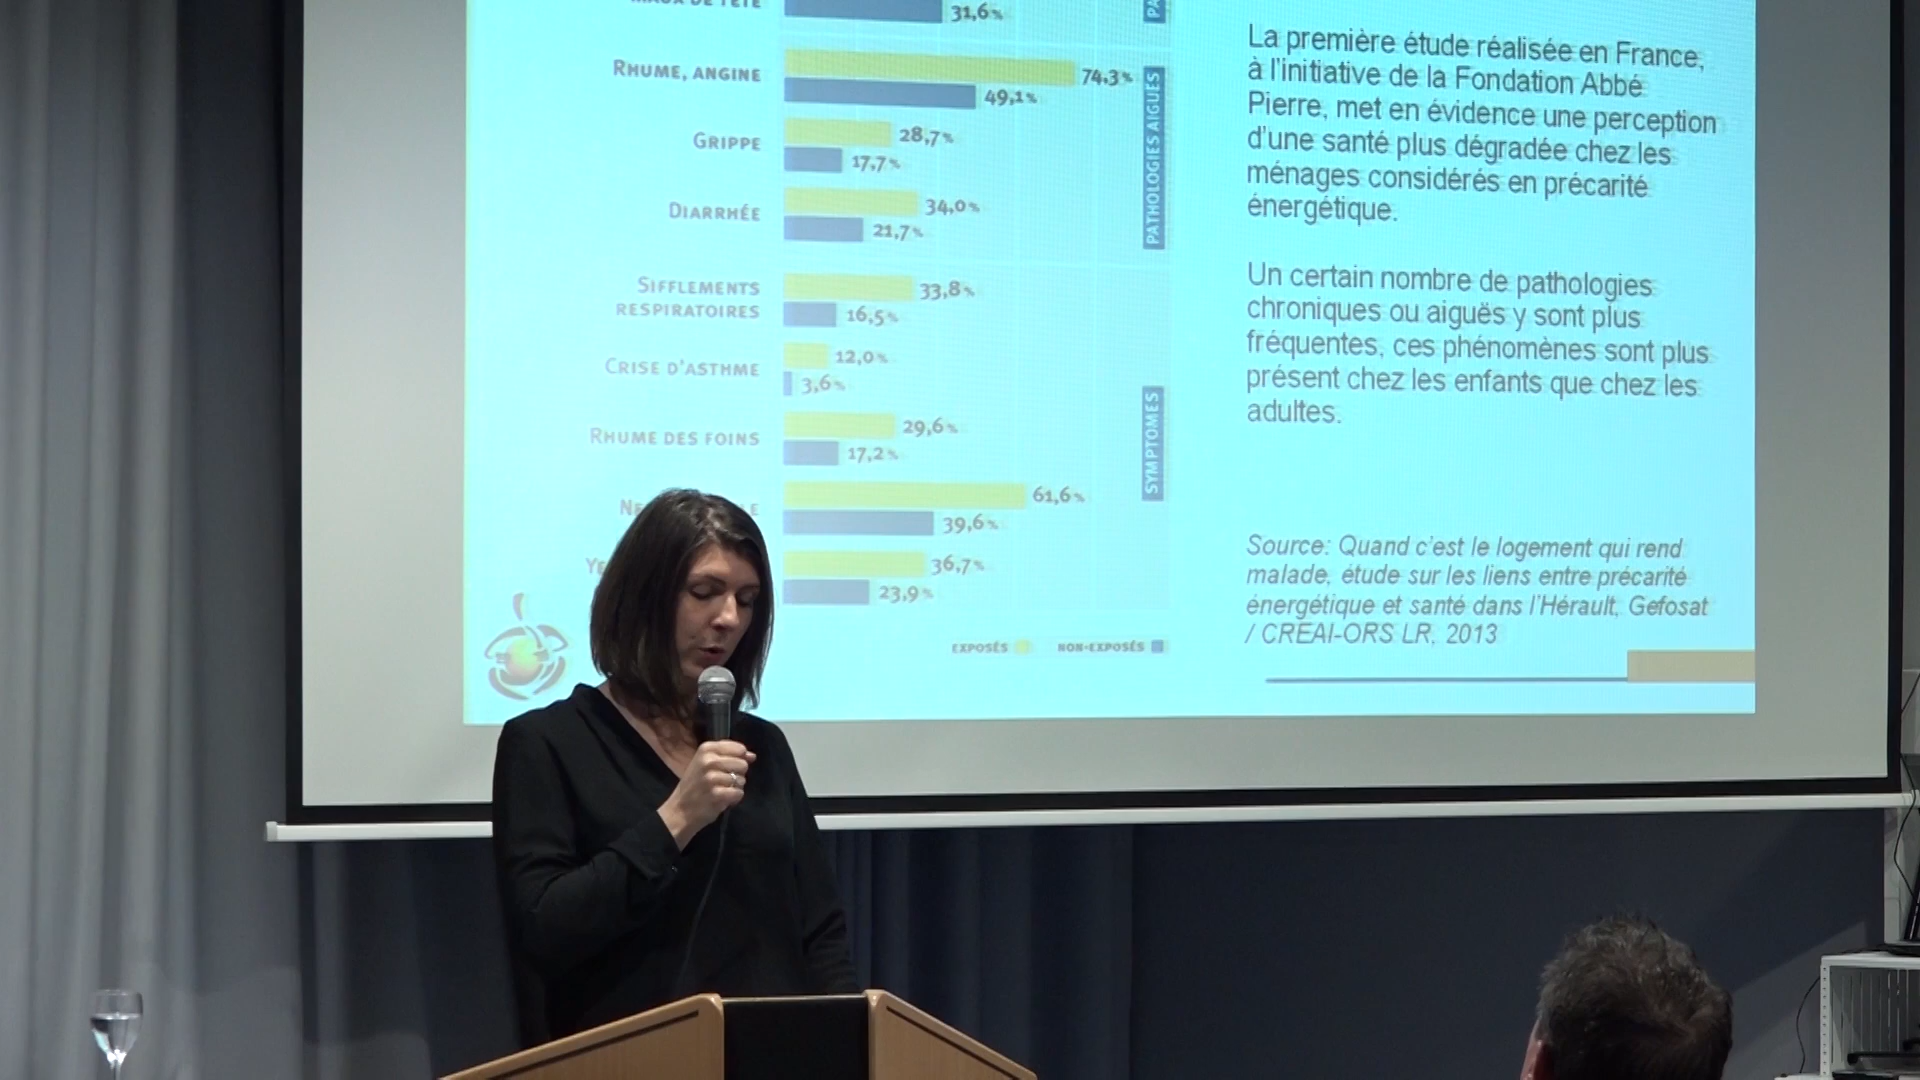 31,6%
RHUME, ANGINE
74,3%
49,1%
GRIPPE
28,7%
17,7%
DIARRHÉE
34,0%
21,7%
PATHOLOGIES AIGUËS
SIFFLEMENTS
RESPIRATOIRES
33,8%
16,5%
CRISE D'ASTHME
12,0%
3,6%
RHUME DES FOINS
29,6%
17,2%
61,6%
39,6%
36,7%
23,9%
SYMPTOMES
EXPOSÉS
NON-EXPOSÉS
La première étude réalisée en France,
à l'initiative de la Fondation Abbé
Pierre, met en évidence une perception
d'une santé plus dégradée chez les
ménages considérés en précarité
énergétique.
Un certain nombre de pathologies
chroniques ou aiguës y sont plus
fréquentes, ces phénomènes sont plus
présent chez les enfants que chez les
adultes.
Source: Quand c'est le logement qui rend
malade, étude sur les liens entre précarité
énergétique et santé dans l'Hérault, Gefosat
/ CREAI-ORS LR, 2013